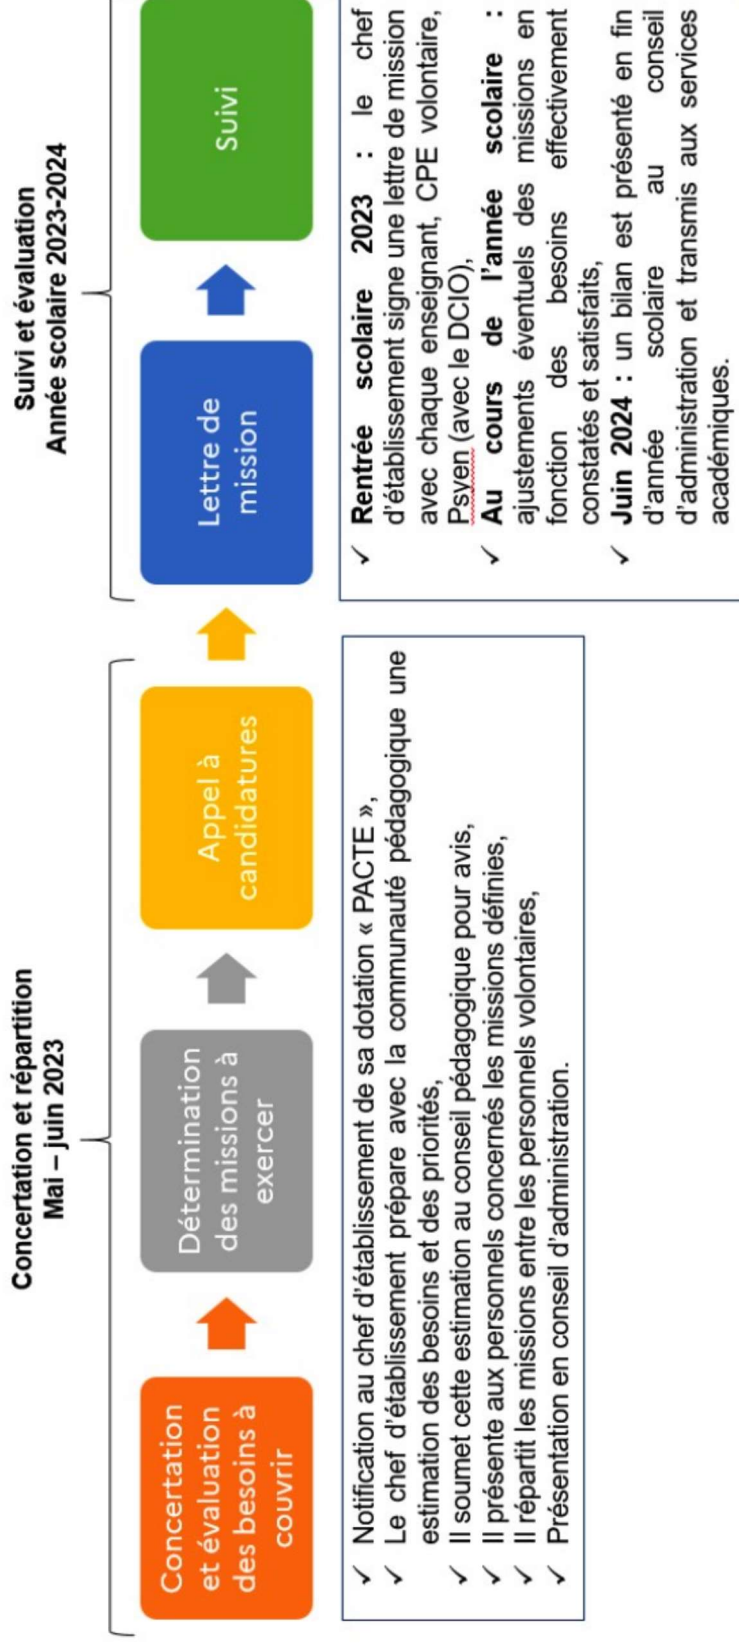 Concertation et répartition
Mai – juin 2023
Suivi et évaluation
Année scolaire 2023-2024
Concertation
et évaluation
des besoins à
couvrir
Détermination
des missions à
exercer
Appel à
candidatures
Lettre de
mission
Suivi
✓ Notification au chef d'établissement de sa dotation « PACTE »,
✓ Le chef d'établissement prépare avec la communauté pédagogique une
estimation des besoins et des priorités,
✓ Il soumet cette estimation au conseil pédagogique pour avis,
✓ Il présente aux personnels concernés les missions définies,
✓ Il répartit les missions entre les personnels volontaires,
✓ Présentation en conseil d'administration.
✓ Rentrée scolaire 2023 : le chef
d'établissement signe une lettre de mission
avec chaque enseignant, CPE volontaire,
Psyen (avec le DCIO),
✓ Au cours de l'année scolaire :
ajustements éventuels des missions en
fonction des besoins effectivement
constatés et satisfaits,
✓ Juin 2024 : un bilan est présenté en fin
d'année scolaire au conseil
d'administration et transmis aux services
académiques.